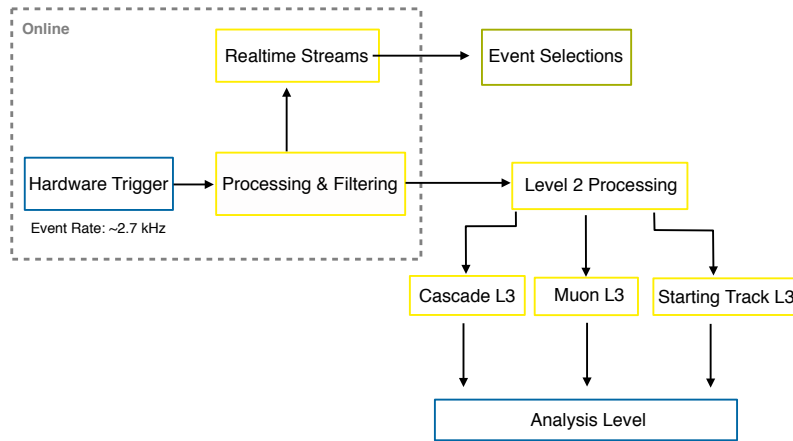 Online
Realtime Streams
Event Selections
Hardware Trigger
Processing & Filtering
Level 2 Processing
Event Rate: ~2.7 kHz
Cascade L3
Muon L3
Starting Track L3
Analysis Level